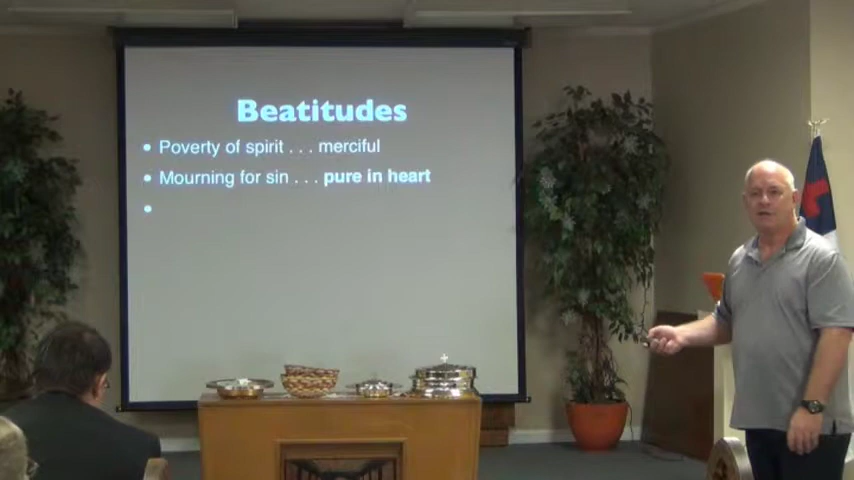 Beatitudes
• Poverty of spirit . . . merciful
• Mourning for sin . . . pure in heart
•